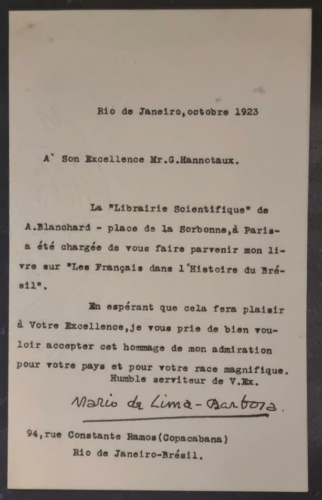 Rio de Janeiro,octobre 1923
A` Son Excellence Mr.G.Hannotaux.
La "Librairie Scientifique" de
A.Blanchard - place de la Sorbonne,à Paris-
a été chargée de vous faire parvenir mon li-
vre sur "Les Français dans l'Histoire du Bré-
sil".
En espérant que cela fera plaisir
à Votre Excellence,je vous prie de bien vou-
loir accepter cet hommage de mon admiration
pour votre pays et pour votre race magnifique.
Humble serviteur de V.Ex.
Mario de Lima-Barbosa.
94,rue Constante Ramos(Copacabana)
Rio de Janeiro-Brésil.